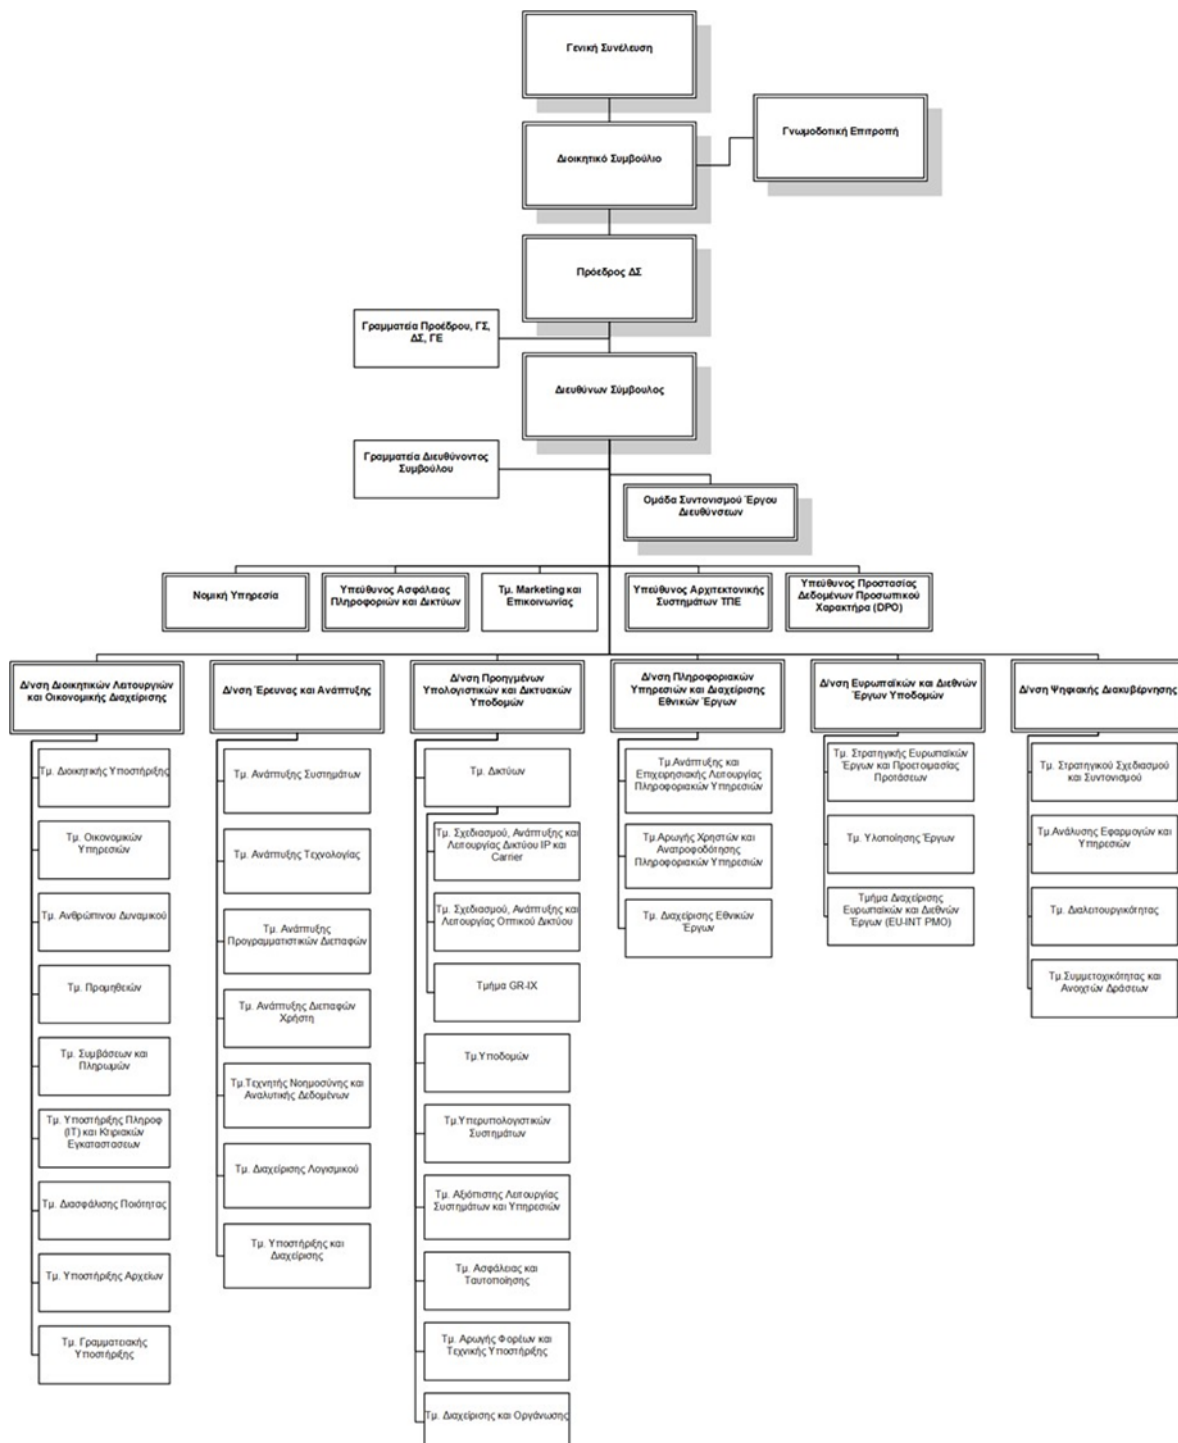 Γενική Συνέλευση
Γνωμοδοτική Επιτροπή
Διοικητικό Συμβούλιο
Πρόεδρος ΔΣ
Γραμματεία Προέδρου, ΓΣ,
ΔΣ, ΓΕ
Διευθύνων Σύμβουλος
Γραμματεία Διευθύνοντος
Συμβούλου
Ομάδα Συντονισμού Έργου
Διευθύνσεων
Νομική Υπηρεσία
Υπεύθυνος Ασφάλειας
Πληροφοριών και Δικτύων
Τμ. Marketing και
Επικοινωνίας
Υπεύθυνος Αρχιτεκτονικής
Συστημάτων ΤΠΕ
Υπεύθυνος Προστασίας
Δεδομένων Προσωπικού
Χαρακτήρα (DPO)
Δ/νση Διοικητικών Λειτουργιών
και Οικονομικής Διαχείρισης
Τμ. Διοικητικής Υποστήριξης
Τμ. Οικονομικών
Υπηρεσιών
Τμ. Ανθρώπινου Δυναμικού
Τμ. Προμηθειών
Τμ. Συμβάσεων και
Πληρωμών
Τμ. Υποστήριξης Πληροφ
(IT) και Κτιριακών
Εγκαταστασεων
Τμ. Διασφάλισης Ποιότητας
Τμ. Υποστήριξης Αρχείων
Τμ. Γραμματειακής
Υποστήριξης
Δ/νση Έρευνας και Ανάπτυξης
Τμ. Ανάπτυξης Συστημάτων
Τμ. Ανάπτυξης Τεχνολογίας
Τμ. Ανάπτυξης
Προγραμματιστικών Διεπαφών
Τμ. Ανάπτυξης Διεπαφών
Χρήστη
Τμ.Τεχνητής Νοημοσύνης και
Αναλυτικής Δεδομένων
Τμ. Διαχείρισης Λογισμικού
Τμ. Υποστήριξης και
Διαχείρισης
Δ/νση Προηγμένων
Υπολογιστικών και Δικτυακών
Υποδομών
Τμ. Δικτύων
Τμ. Σχεδιασμού, Ανάπτυξης και
Λειτουργίας Δικτύου IP και
Carrier
Τμ. Σχεδιασμού, Ανάπτυξης και
Λειτουργίας Οπτικού Δικτύου
Τμήμα GR-IX
Τμ.Υποδομών
Τμ.Υπερυπολογιστικών
Συστημάτων
Τμ. Αξιόπιστης Λειτουργίας
Συστημάτων και Υπηρεσιών
Τμ. Ασφάλειας και
Ταυτοποίησης
Τμ. Αρωγής Φορέων και
Τεχνικής Υποστήριξης
Τμ. Διαχείρισης και Οργάνωσης
Δ/νση Πληροφοριακών
Υπηρεσιών και Διαχείρισης
Εθνικών Έργων
Τμ.Ανάπτυξης και
Επιχειρησιακής Λειτουργίας
Πληροφοριακών Υπηρεσιών
Τμ.Αρωγής Χρηστών και
Ανατροφοδότησης
Πληροφοριακών Υπηρεσιών
Τμ. Διαχείρισης Εθνικών
Έργων
Δ/νση Ευρωπαϊκών και Διεθνών
Έργων Υποδομών
Τμ. Στρατηγικής Ευρωπαϊκών
Έργων και Προετοιμασίας
Προτάσεων
Τμ. Υλοποίησης Έργων
Τμήμα Διαχείρισης
Ευρωπαϊκών και Διεθνών
Έργων (EU-INT PMO)
Δ/νση Ψηφιακής Διακυβέρνησης
Τμ. Στρατηγικού Σχεδιασμού
και Συντονισμού
Τμ.Ανάλυσης Εφαρμογών και
Υπηρεσιών
Τμ. Διαλειτουργικότητας
Τμ.Συμμετοχικότητας και
Ανοιχτών Δράσεων